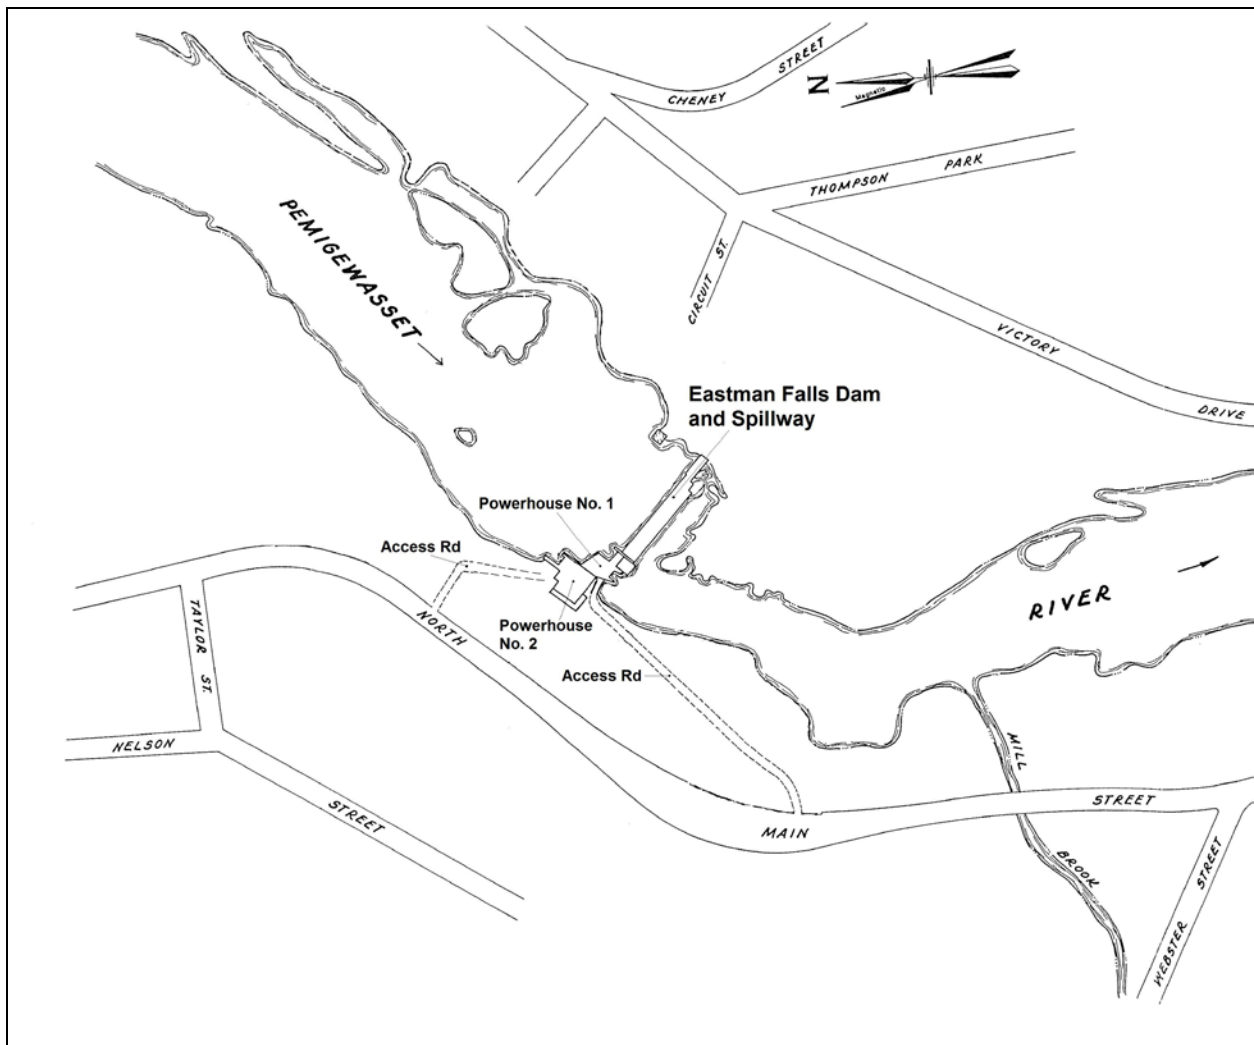 CHENEY STREET
N
Magnetic
THOMPSON PARK
PEMIGEWASSET
CIRCUIT ST.
VICTORY DRIVE
Eastman Falls Dam
and Spillway
Powerhouse No. 1
Access Rd
RIVER
TAYLOR ST.
NORTH
Powerhouse
No. 2
Access Rd
NELSON
STREET
MILL
MAIN
STREET
BROOK
WEBSTER STREET